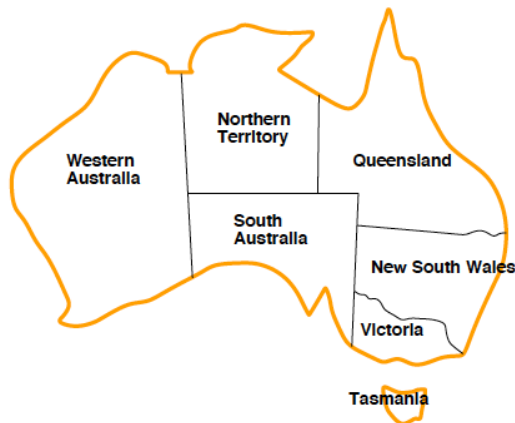 Northern
Territory
Western
Australia
Queensland
South
Australia
New South Wales
Victoria
Tasmania